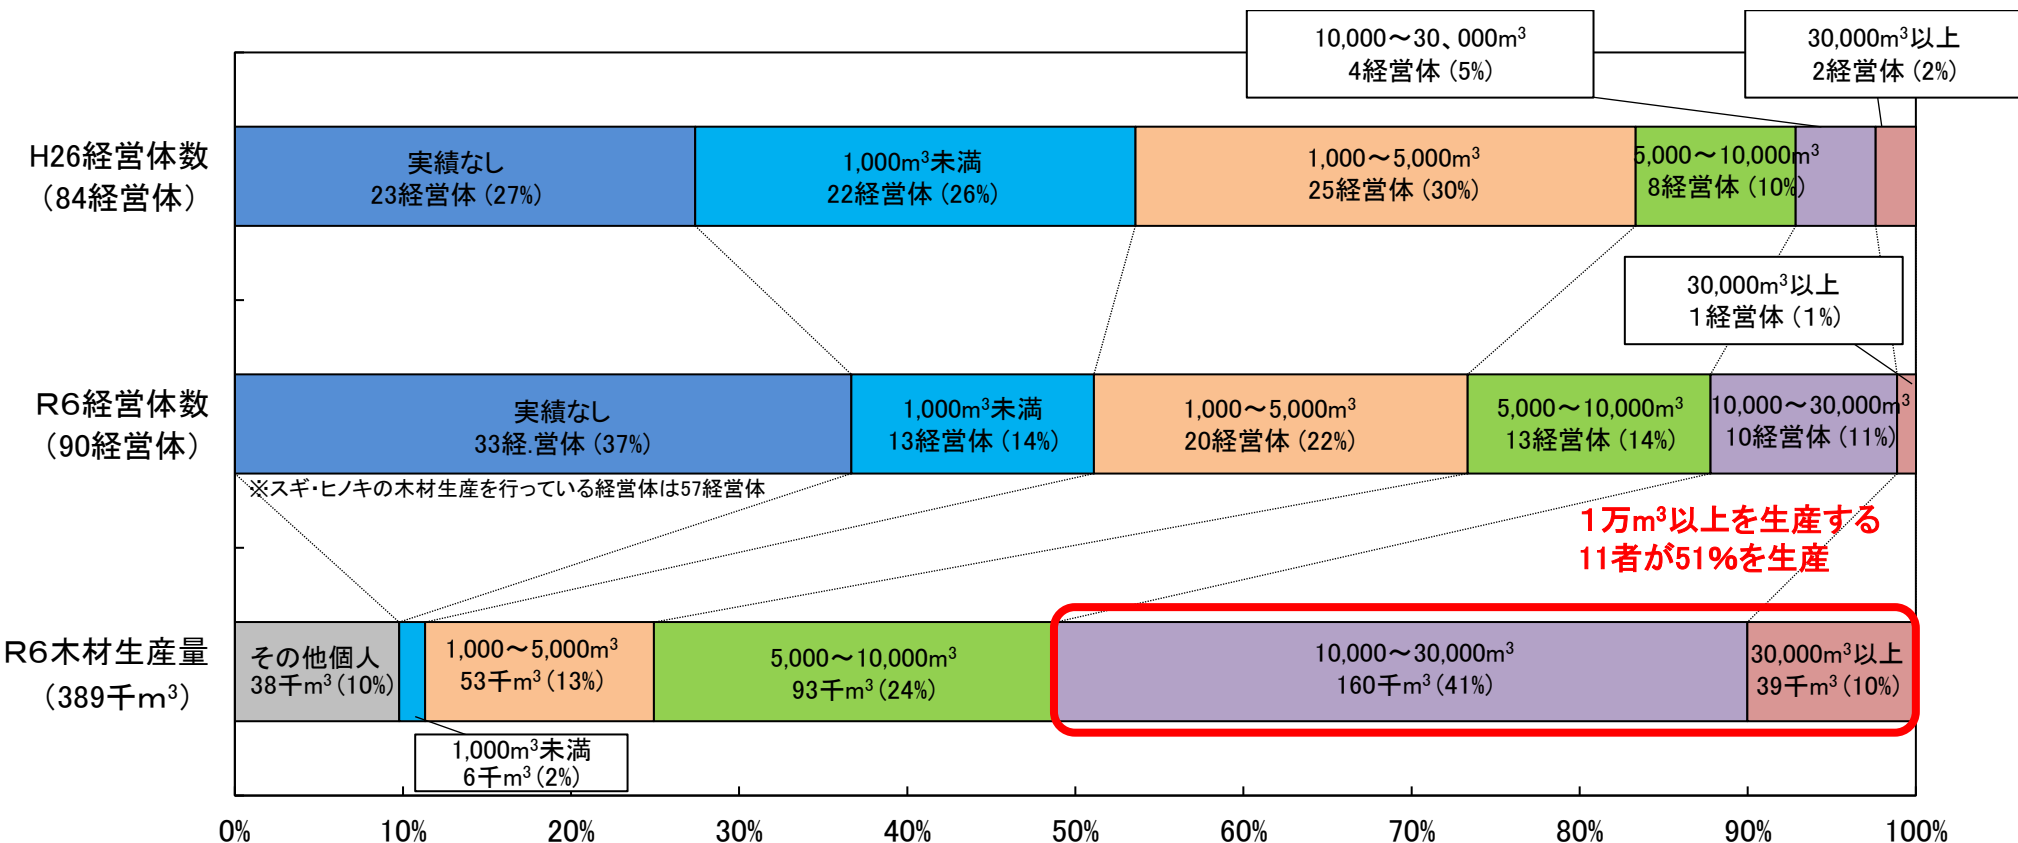 10,000～30、000m³
4経営体（5%）
30,000m³以上
2経営体（2%）
H26経営体数
（84経営体）
実績なし
23経営体（27%）
1,000m³未満
22経営体（26%）
1,000～5,000m³
25経営体（30%）
5,000～10,000m³
8経営体（10%）
30,000m³以上
１経営体（１%）
Ｒ６経営体数
（90経営体）
実績なし
33経.営体（37%）
1,000m³未満
13経営体（14%）
1,000～5,000m³
20経営体（22%）
5,000～10,000m³
13経営体（14%）
10,000～30,000m³
10経営体（11%）
※スギ・ヒノキの木材生産を行っている経営体は57経営体
１万m³以上を生産する
11者が51%を生産
Ｒ６木材生産量
（389千ｍ³）
その他個人
38千m³（10%）
1,000～5,000m³
53千m³（13%）
5,000～10,000m³
93千m³（24%）
10,000～30,000m³
160千m³（41%）
30,000m³以上
39千m³（10%）
1,000m³未満
6千m³（2%）
0%
10%
20%
30%
40%
50%
60%
70%
80%
90%
100%